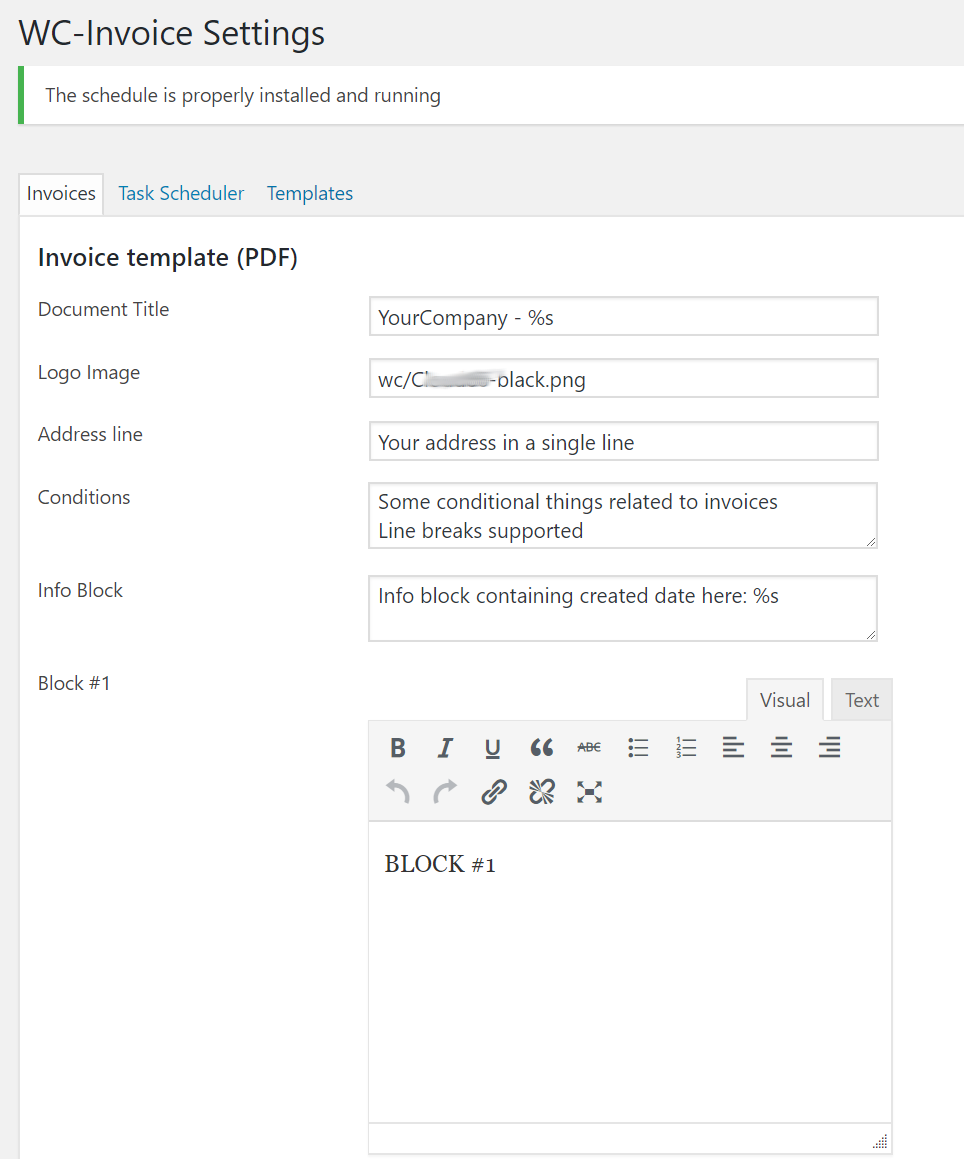 WC-Invoice Settings
The schedule is properly installed and running
Invoices Task Scheduler Templates
Invoice template (PDF)
Document Title
YourCompany - %s
Logo Image
-black.png
Address line
Your address in a single line
Conditions
Some conditional things related to invoices
Line breaks supported
Info Block
Info block containing created date here: %s
Block #1
Visual Text
B I U ABC
BLOCK #1